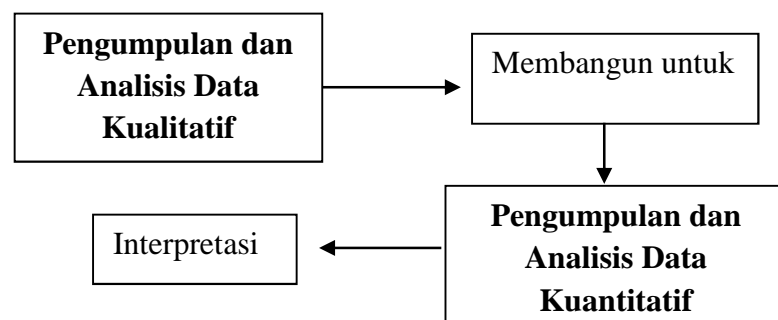 Pengumpulan dan
Analisis Data
Kualitatif
Membangun untuk
Pengumpulan dan
Analisis Data
Kuantitatif
Interpretasi